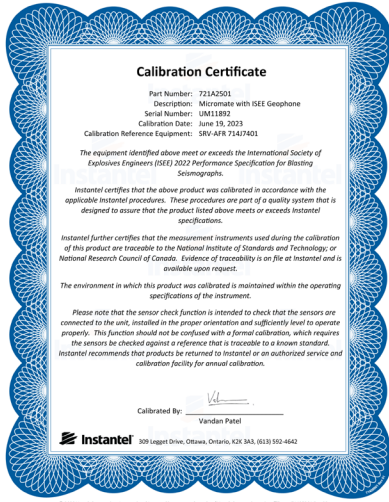 Calibration Certificate
Part Number: 721A2501
Description: Micromate with ISEE Geophone
Serial Number: UM11892
Calibration Date: June 19, 2023
Calibration Reference Equipment: SRV-AFR 714J7401
The equipment identified above meet or exceeds the International Society of
Explosives Engineers (ISEE) 2022 Performance Specification for Blasting
Seismographs.
Instantel certifies that the above product was calibrated in accordance with the
applicable Instantel procedures. These procedures are part of a quality system that is
designed to assure that the product listed above meets or exceeds Instantel
specifications.
Instantel further certifies that the measurement instruments used during the calibration
of this product are traceable to the National Institute of Standards and Technology; or
National Research Council of Canada. Evidence of traceability is on file at Instantel and is
available upon request.
The environment in which this product was calibrated is maintained within the operating
specifications of the instrument.
Please note that the sensor check function is intended to check that the sensors are
connected to the unit, installed in the proper orientation and sufficiently level to operate
properly. This function should not be confused with a formal calibration, which requires
the sensors be checked against a reference that is traceable to a known standard.
Instantel recommends that products be returned to Instantel or an authorized service and
calibration facility for annual calibration.
Calibrated By:
Vandan Patel
Instantel
309 Legget Drive, Ottawa, Ontario, K2K 3A3, (613) 592-4642